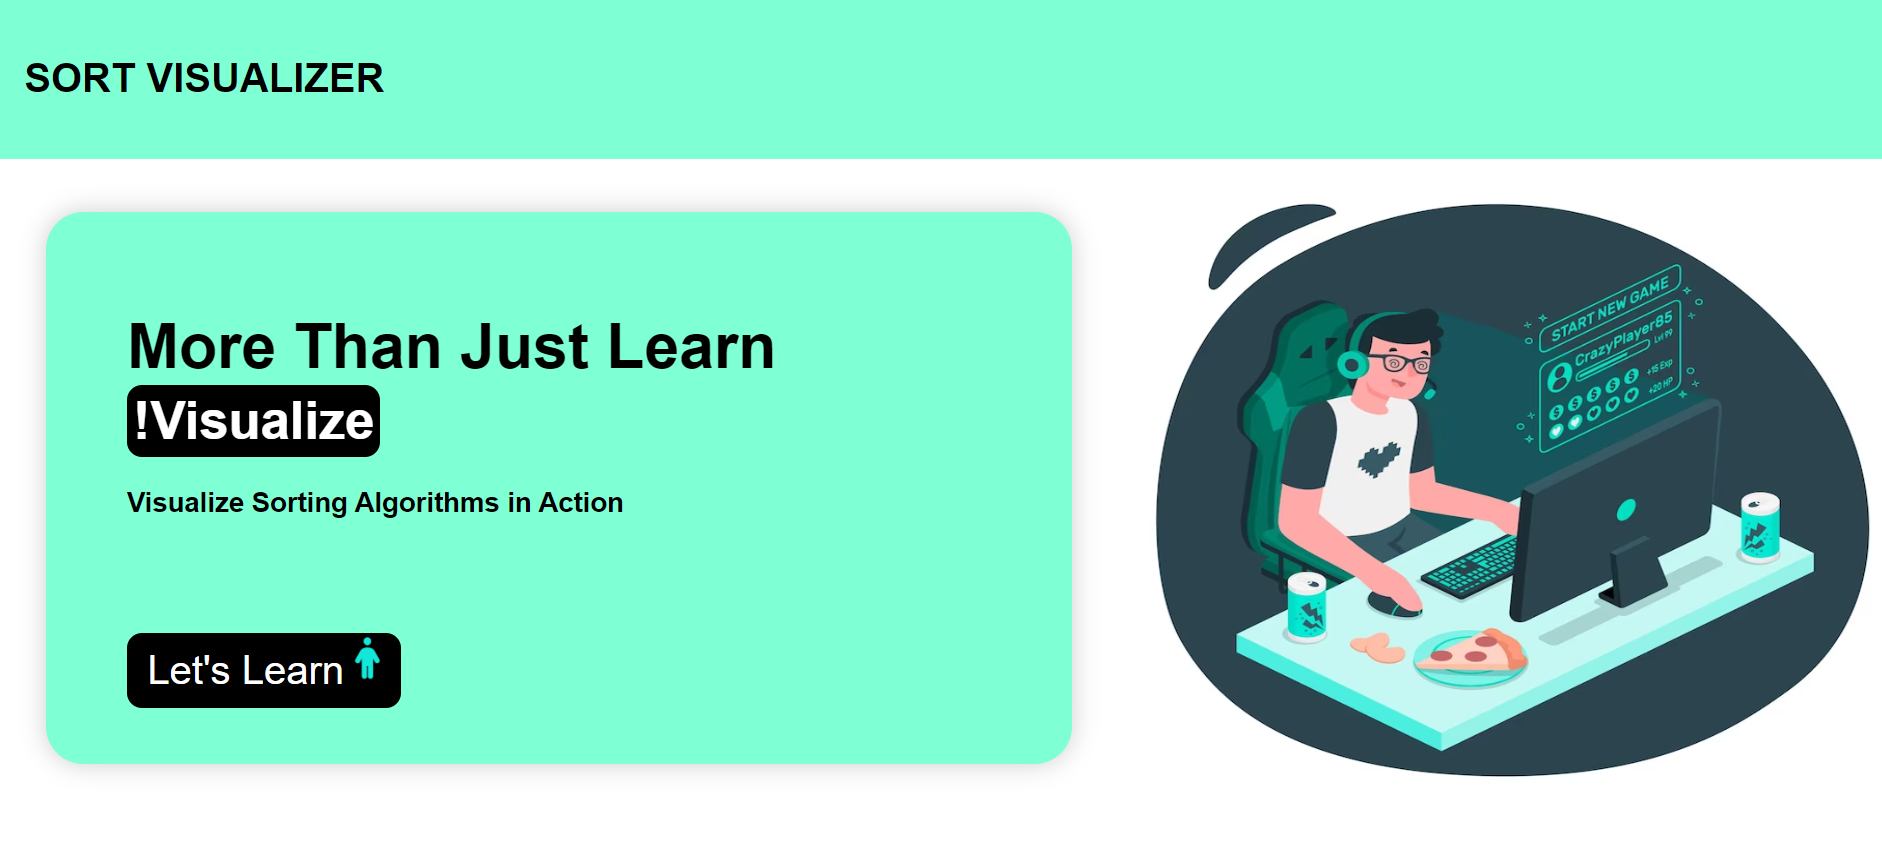 SORT VISUALIZER
More Than Just Learn
!Visualize
Visualize Sorting Algorithms in Action
Let's Learn
START NEW GAME
CrazyPlayer85
Lvl 99
+15 Exp
+20 HP